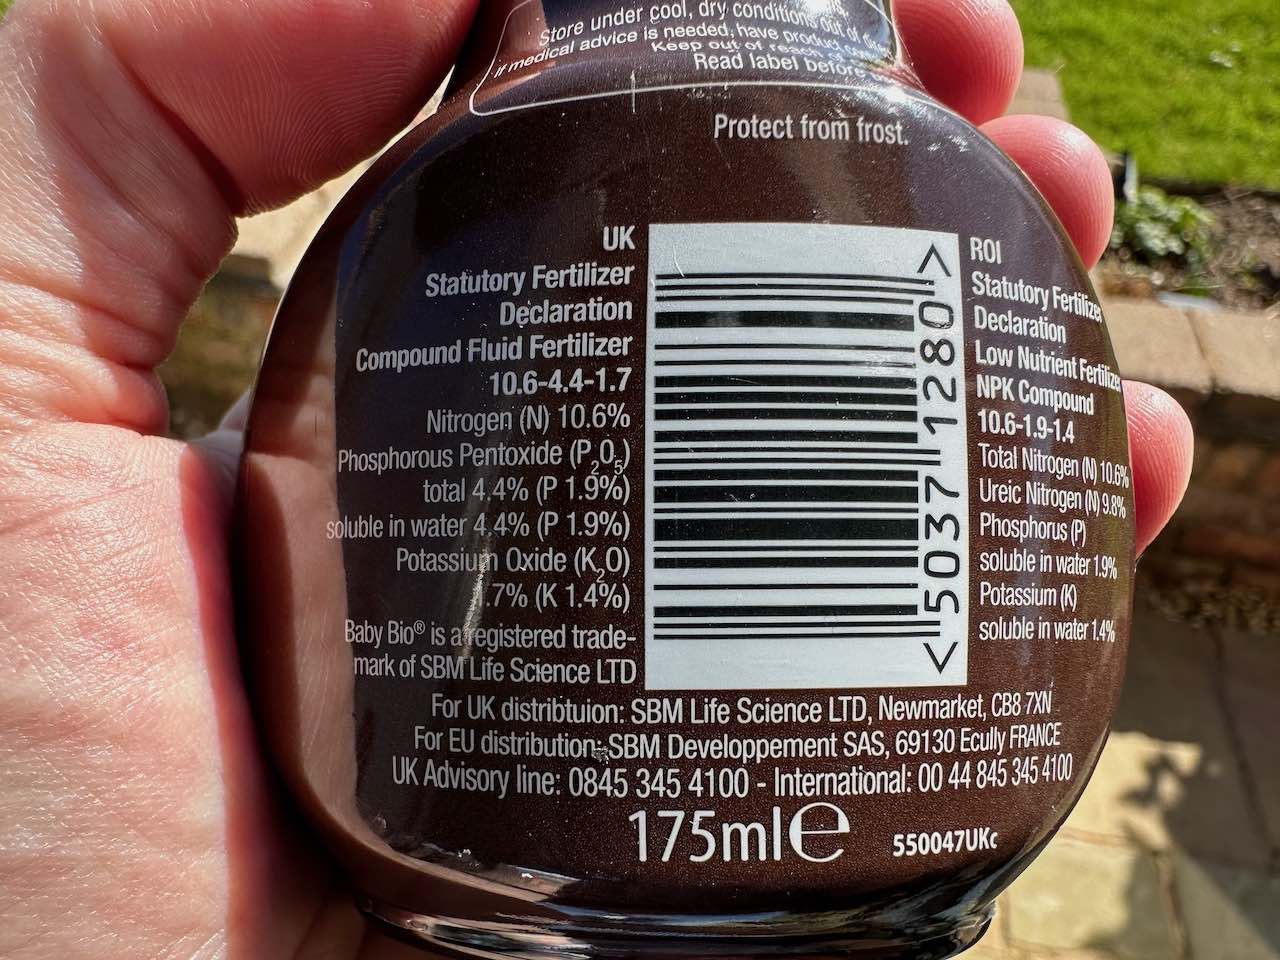 Store under cool, dry conditions out of
If medical advice is needed, have product
Keep out of reach of
Read label before
Protect from frost.
UK
Statutory Fertilizer
Declaration
Compound Fluid Fertilizer
10.6-4.4-1.7
Nitrogen (N) 10.6%
Phosphorous Pentoxide (P₂O₅)
total 4.4% (P 1.9%)
soluble in water 4.4% (P 1.9%)
Potassium Oxide (K₂O)
1.7% (K 1.4%)
Baby Bio® is a registered trade-
mark of SBM Life Science LTD
<5037 1280>
ROI
Statutory Fertilizer
Declaration
Low Nutrient Fertilizer
NPK Compound
10.6-1.9-1.4
Total Nitrogen (N) 10.6%
Ureic Nitrogen (N) 9.8%
Phosphorus (P)
soluble in water 1.9%
Potassium (K)
soluble in water 1.4%
For UK distribtuion: SBM Life Science LTD, Newmarket, CB8 7XN
For EU distribution: SBM Developpement SAS, 69130 Ecully FRANCE
UK Advisory line: 0845 345 4100 - International: 00 44 845 345 4100
175ml℮
550047UKc